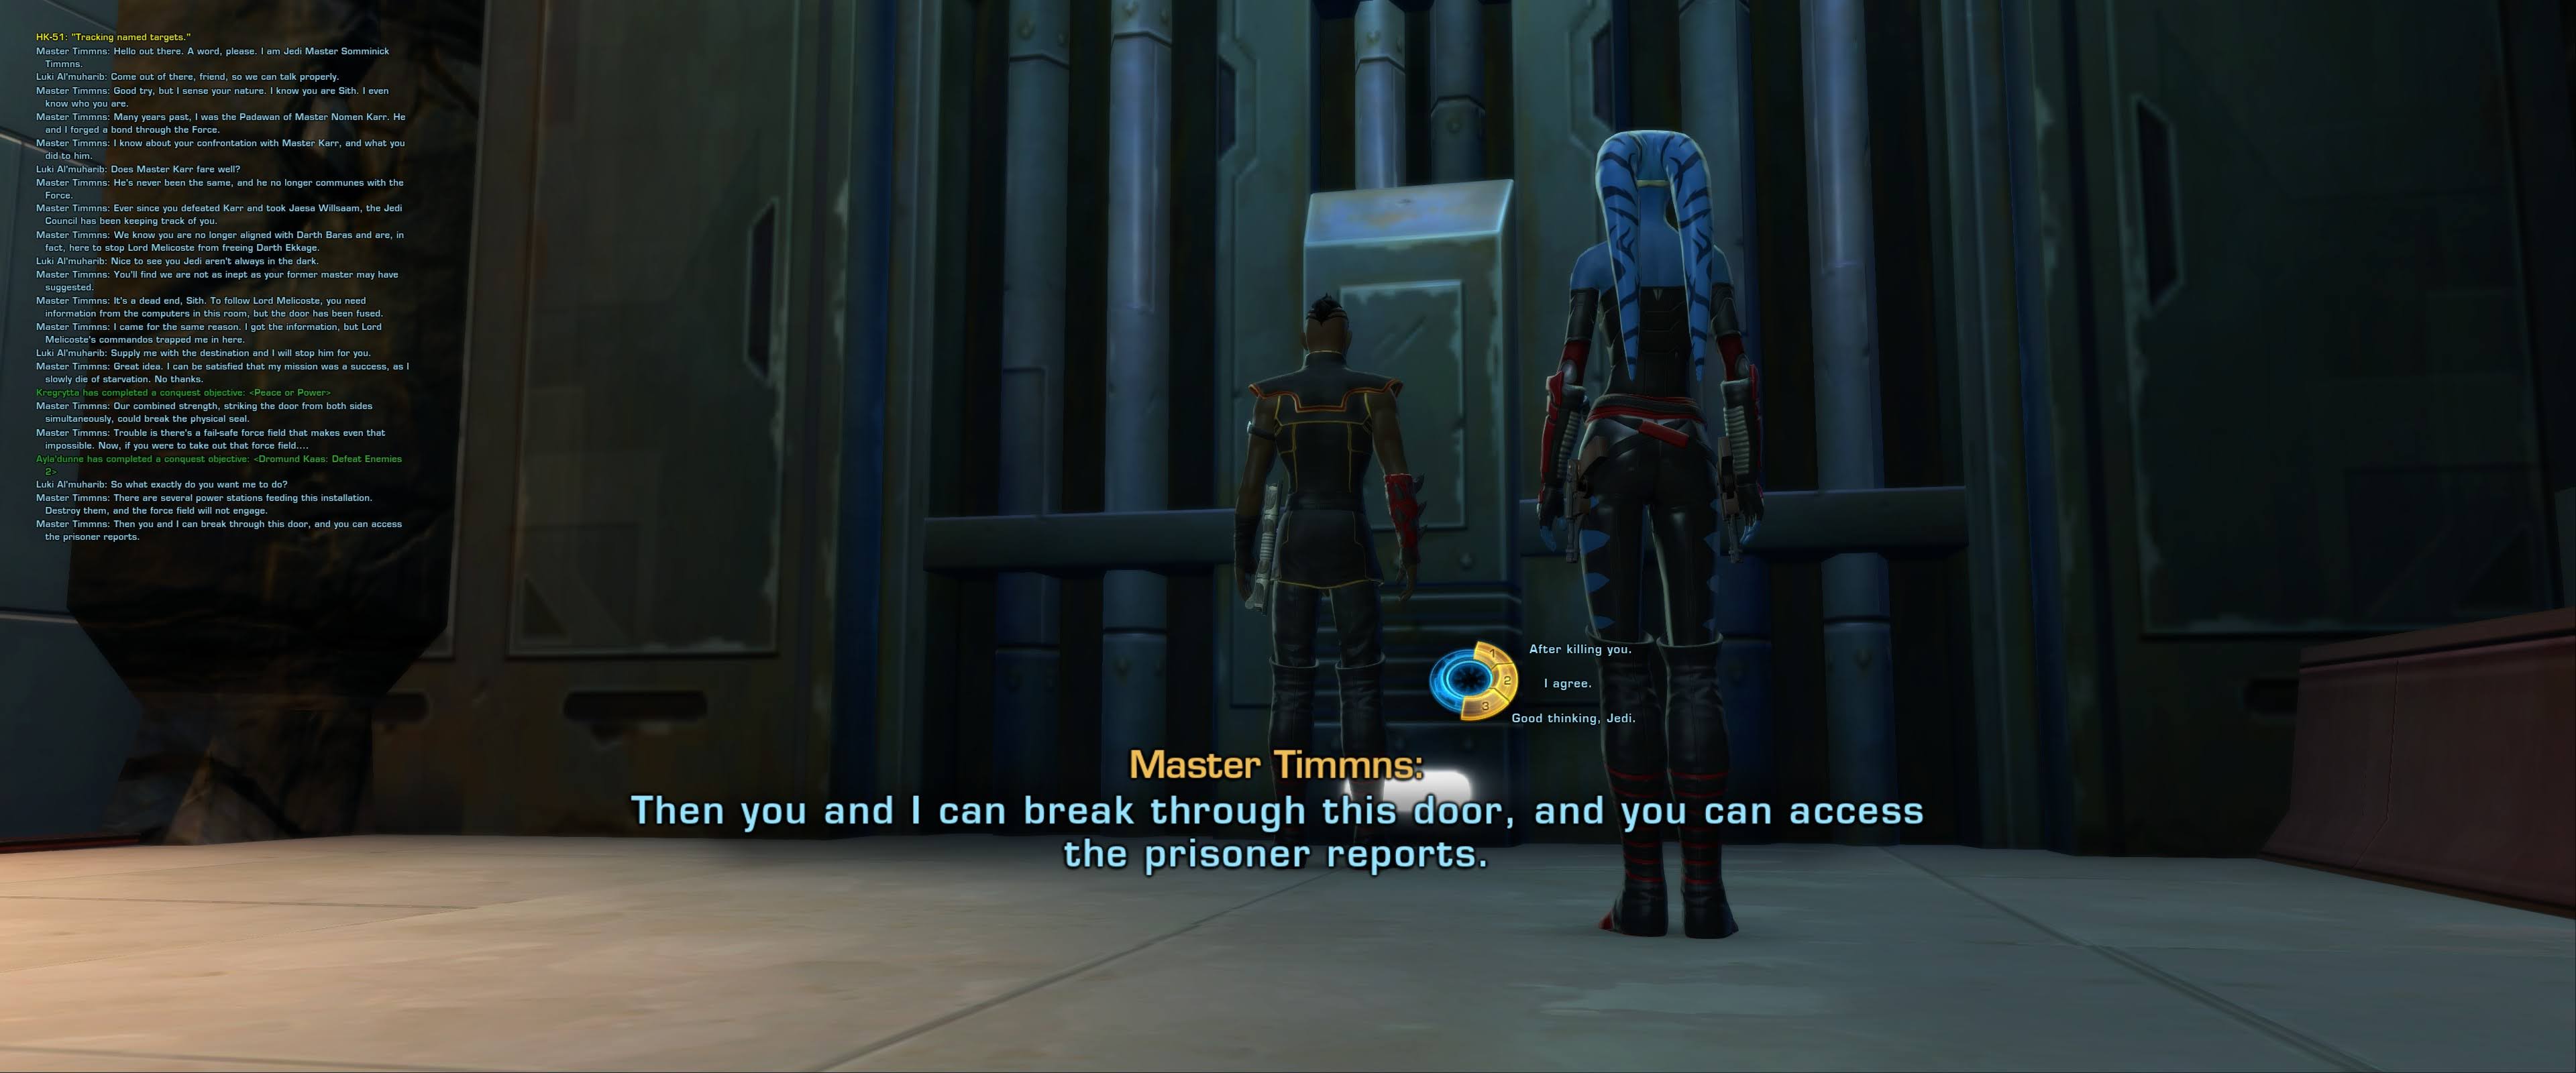 HK-51: "Tracking named targets."
Master Timmns: Hello out there. A word, please. I am Jedi Master Somminick
Timmns.
Luki Al'muharib: Come out of there, friend, so we can talk properly.
Master Timmns: Good try, but I sense your nature. I know you are Sith. I even
know who you are.
Master Timmns: Many years past, I was the Padawan of Master Nomen Karr. He
and I forged a bond through the Force.
Master Timmns: I know about your confrontation with Master Karr, and what you
did to him.
Luki Al'muharib: Does Master Karr fare well?
Master Timmns: He's never been the same, and he no longer communes with the
Force.
Master Timmns: Ever since you defeated Karr and took Jaesa Willsaam, the Jedi
Council has been keeping track of you.
Master Timmns: We know you are no longer aligned with Darth Baras and are, in
fact, here to stop Lord Melicoste from freeing Darth Ekkage.
Luki Al'muharib: Nice to see you Jedi aren't always in the dark.
Master Timmns: You'll find we are not as inept as your former master may have
suggested.
Master Timmns: It's a dead end, Sith. To follow Lord Melicoste, you need
information from the computers in this room, but the door has been fused.
Master Timmns: I came for the same reason. I got the information, but Lord
Melicoste's commandos trapped me in here.
Luki Al'muharib: Supply me with the destination and I will stop him for you.
Master Timmns: Great idea. I can be satisfied that my mission was a success, as I
slowly die of starvation. No thanks.
Kregrytta has completed a conquest objective: <Peace or Power>
Master Timmns: Our combined strength, striking the door from both sides
simultaneously, could break the physical seal.
Master Timmns: Trouble is there's a fail-safe force field that makes even that
impossible. Now, if you were to take out that force field....
Ayla'dunne has completed a conquest objective: <Dromund Kaas: Defeat Enemies
2>
Luki Al'muharib: So what exactly do you want me to do?
Master Timmns: There are several power stations feeding this installation.
Destroy them, and the force field will not engage.
Master Timmns: Then you and I can break through this door, and you can access
the prisoner reports.
1 After killing you.
2 I agree.
3 Good thinking, Jedi.
Master Timmns:
Then you and I can break through this door, and you can access
the prisoner reports.